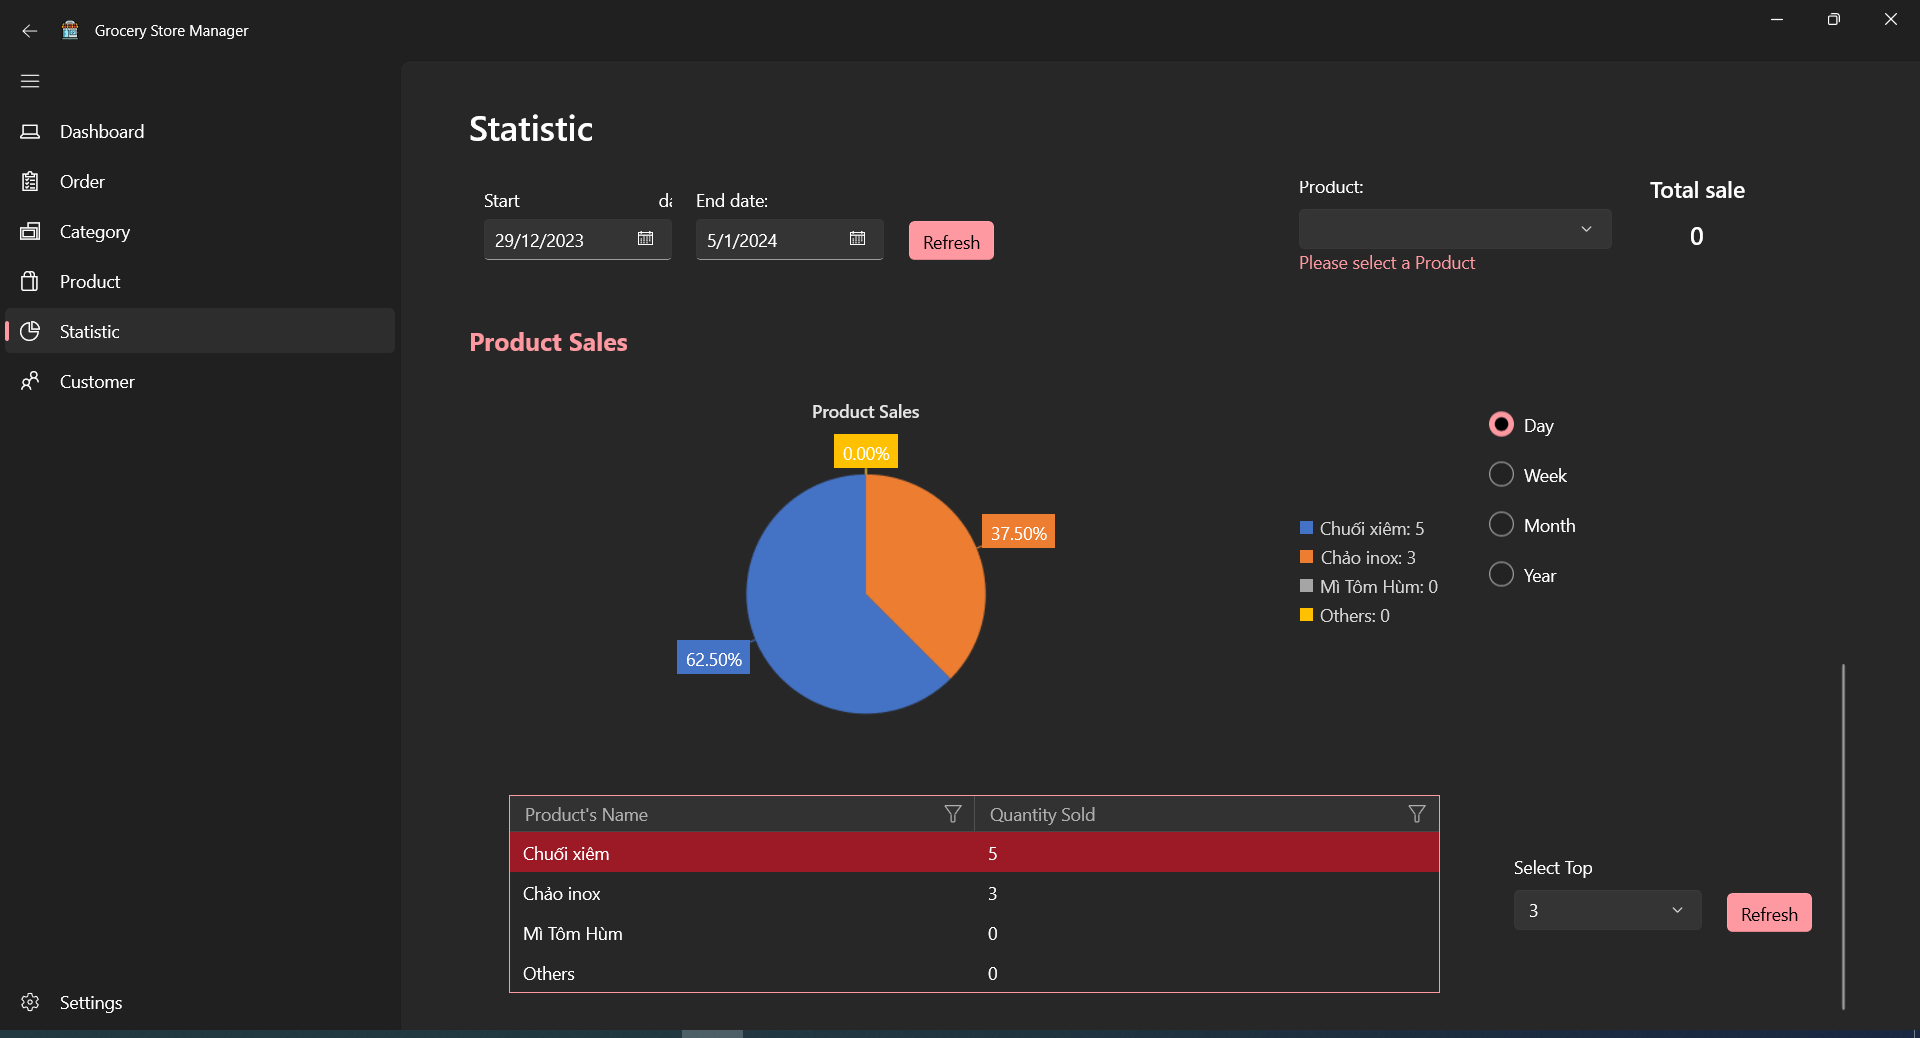 Grocery Store Manager
Dashboard
Order
Category
Product
Statistic
Customer
Settings
Statistic
Start da
End date:
29/12/2023
5/1/2024
Refresh
Product:
Please select a Product
Total sale
0
Product Sales
Product Sales
0.00%
37.50%
62.50%
Chuối xiêm: 5
Chảo inox: 3
Mì Tôm Hùm: 0
Others: 0
Day
Week
Month
Year
Product's Name Quantity Sold
Chuối xiêm 5
Chảo inox 3
Mì Tôm Hùm 0
Others 0
Select Top
3
Refresh